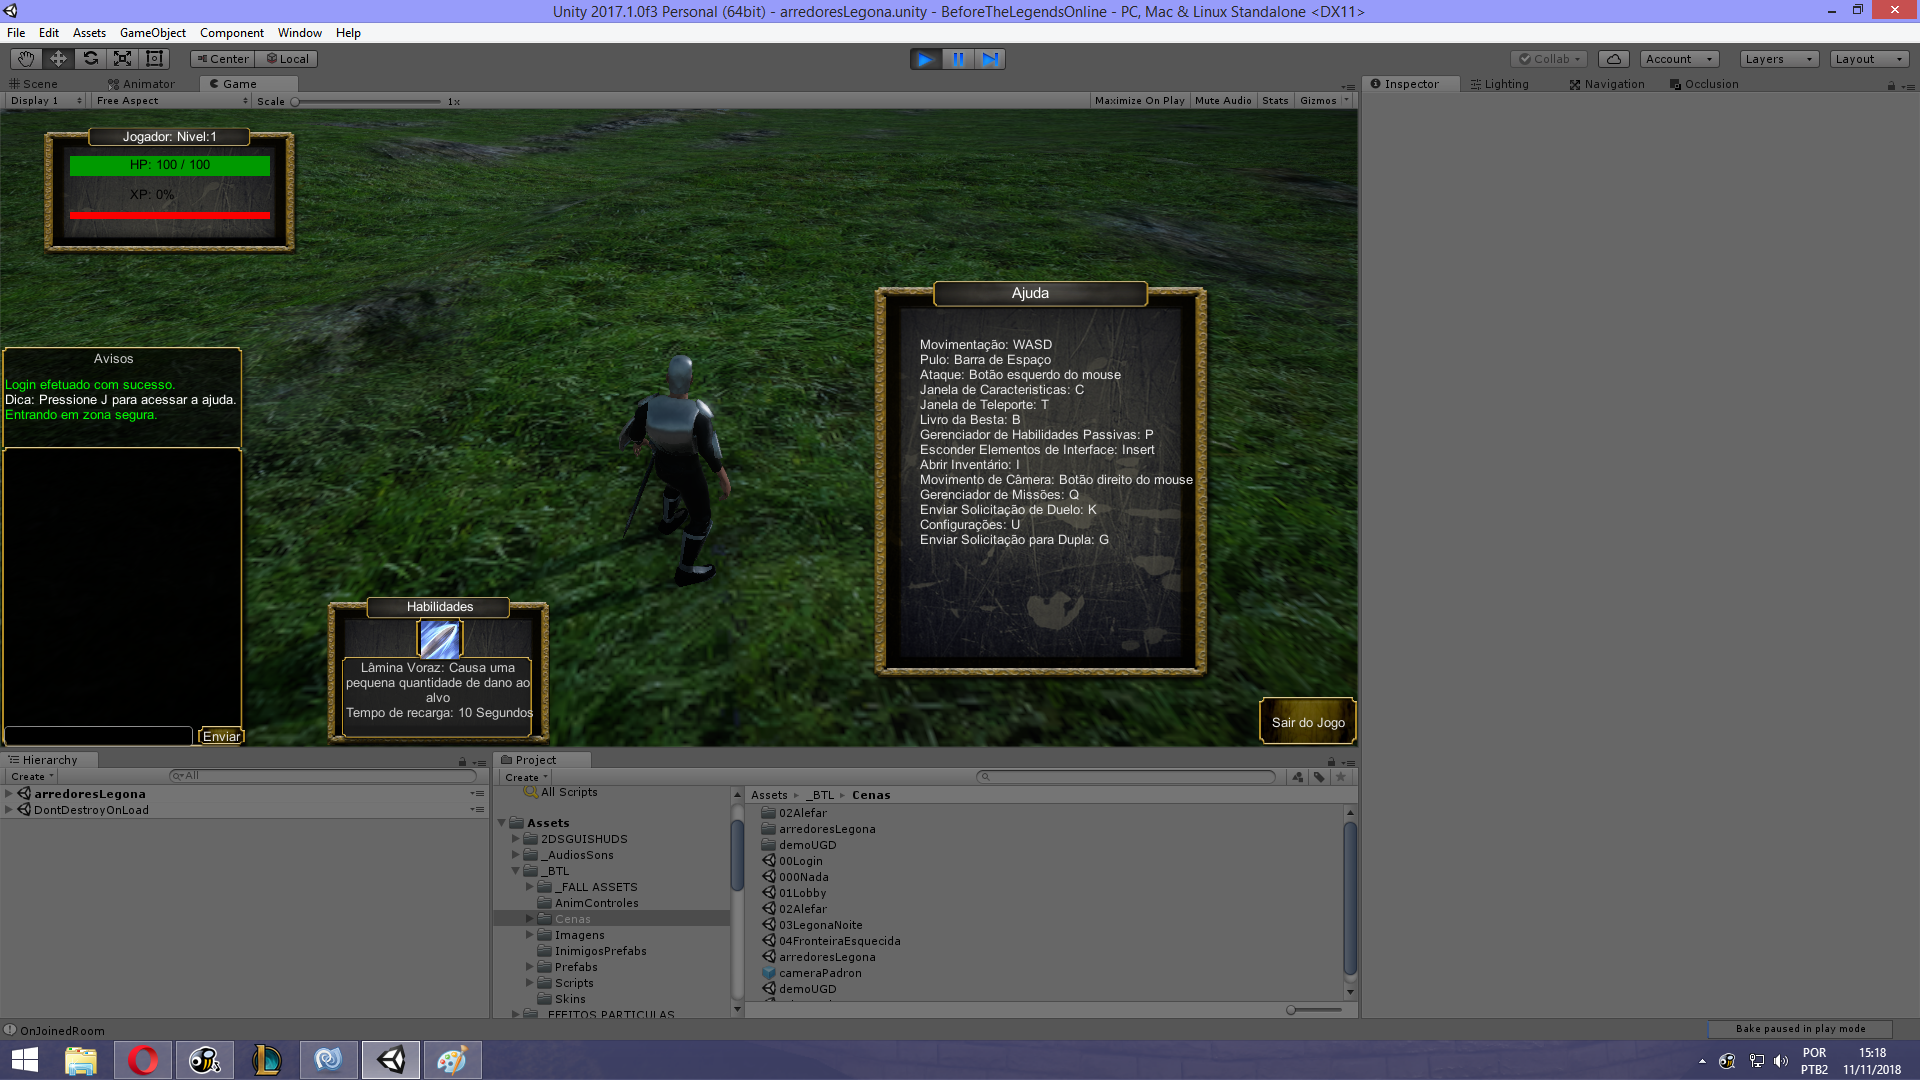 Unity 2017.1.0f3 Personal (64bit) - arredoresLegona.unity - BeforeTheLegendsOnline - PC, Mac & Linux Standalone <DX11>
File Edit Assets GameObject Component Window Help
Center Local Collab Account Layers Layout
Scene Animator Game Inspector Lighting Navigation Occlusion
Display 1 Free Aspect Scale 1x Maximize On Play Mute Audio Stats Gizmos
Jogador: Nivel:1
HP: 100 / 100
XP: 0%
Ajuda
Movimentação: WASD
Pulo: Barra de Espaço
Ataque: Botão esquerdo do mouse
Janela de Caracteristicas: C
Janela de Teleporte: T
Livro da Besta: B
Gerenciador de Habilidades Passivas: P
Esconder Elementos de Interface: Insert
Abrir Inventário: I
Movimento de Câmera: Botão direito do mouse
Gerenciador de Missões: Q
Enviar Solicitação de Duelo: K
Configurações: U
Enviar Solicitação para Dupla: G
Avisos
Login efetuado com sucesso.
Dica: Pressione J para acessar a ajuda.
Entrando em zona segura.
Enviar
Habilidades
Lâmina Voraz: Causa uma
pequena quantidade de dano ao
alvo
Tempo de recarga: 10 Segundos
Sair do Jogo
Hierarchy
Create All
arredoresLegona
DontDestroyOnLoad
Project
Create
All Scripts
Assets
2DSGUISHUDS
_AudiosSons
_BTL
_FALL ASSETS
AnimControles
Cenas
Imagens
InimigosPrefabs
Prefabs
Scripts
Skins
_EFEITOS PARTICULAS
Assets _BTL Cenas
02Alefar
arredoresLegona
demoUGD
00Login
000Nada
01Lobby
02Alefar
03LegonaNoite
04FronteiraEsquecida
arredoresLegona
cameraPadron
demoUGD
OnJoinedRoom
Bake paused in play mode
POR
PTB2
15:18
11/11/2018